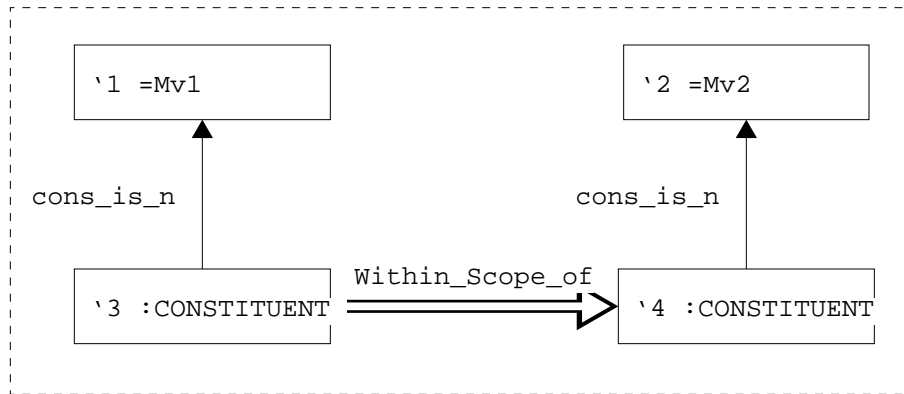 ‵1 =Mv1
‵2 =Mv2
cons_is_n
cons_is_n
Within_Scope_of
‵3 :CONSTITUENT
‵4 :CONSTITUENT